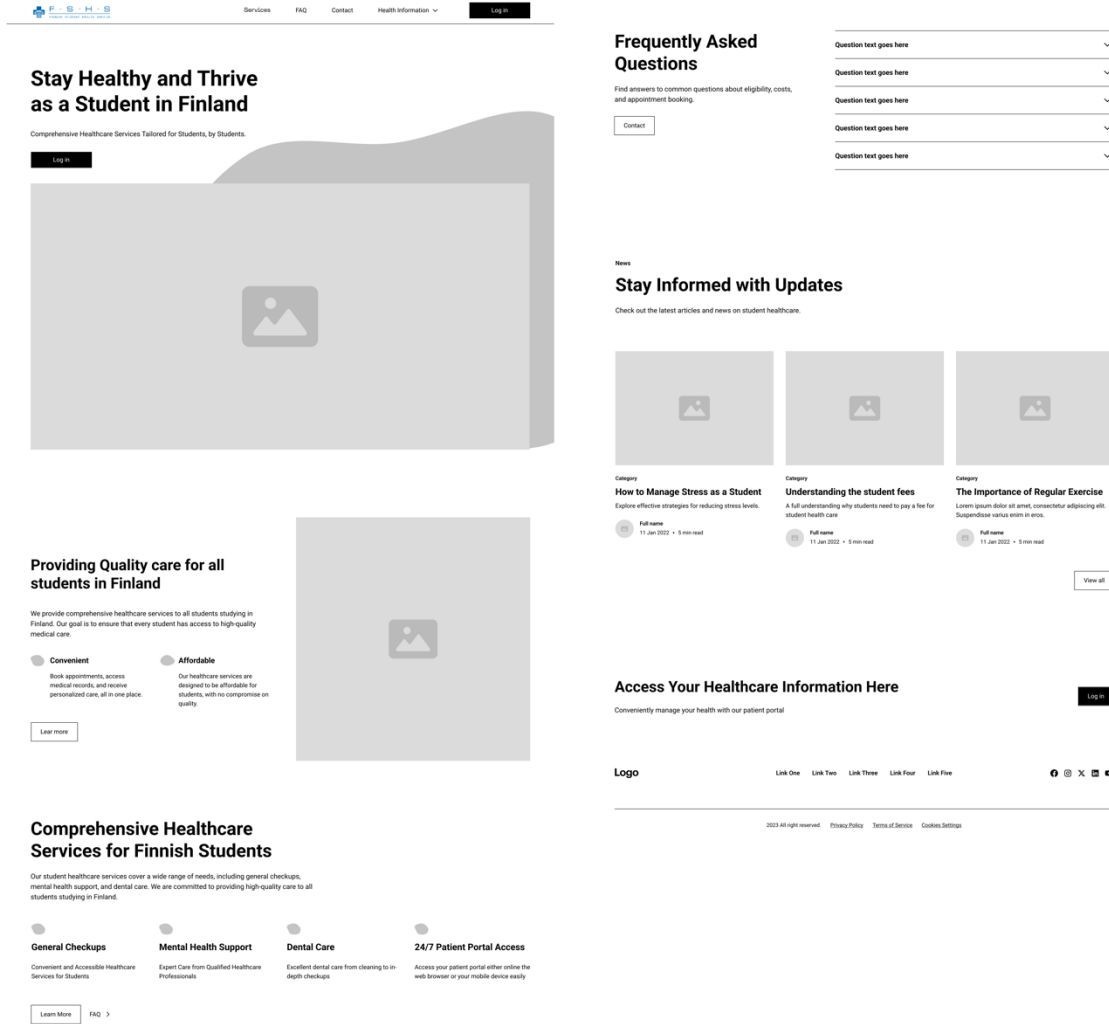 F·S·H·S
FINNISH STUDENT HEALTH SERVICE
Services
FAQ
Contact
Health Information
Log in
Stay Healthy and Thrive
as a Student in Finland
Comprehensive Healthcare Services Tailored for Students, by Students.
Log in
Providing Quality care for all
students in Finland
We provide comprehensive healthcare services to all students studying in
Finland. Our goal is to ensure that every student has access to high-quality
medical care.
Convenient
Book appointments, access
medical records, and receive
personalized care, all in one place.
Affordable
Our healthcare services are
designed to be affordable for
students, with no compromise on
quality.
Lear more
Comprehensive Healthcare
Services for Finnish Students
Our student healthcare services cover a wide range of needs, including general checkups,
mental health support, and dental care. We are committed to providing high-quality care to all
students studying in Finland.
General Checkups
Convenient and Accessible Healthcare
Services for Students
Mental Health Support
Expert Care from Qualified Healthcare
Professionals
Dental Care
Excellent dental care from cleaning to in-
depth checkups
24/7 Patient Portal Access
Access your patient portal either online the
web browser or your mobile device easily
Learn More
FAQ
Frequently Asked
Questions
Find answers to common questions about eligibility, costs,
and appointment booking.
Contact
Question text goes here
Question text goes here
Question text goes here
Question text goes here
Question text goes here
News
Stay Informed with Updates
Check out the latest articles and news on student healthcare.
Category
How to Manage Stress as a Student
Explore effective strategies for reducing stress levels.
Full name
11 Jan 2022 • 5 min read
Category
Understanding the student fees
A full understanding why students need to pay a fee for
student health care
Full name
11 Jan 2022 • 5 min read
Category
The Importance of Regular Exercise
Lorem ipsum dolor sit amet, consectetur adipiscing elit.
Suspendisse varius enim in eros.
Full name
11 Jan 2022 • 5 min read
View all
Access Your Healthcare Information Here
Conveniently manage your health with our patient portal
Log in
Logo
Link One
Link Two
Link Three
Link Four
Link Five
2023 All right reserved.
Privacy Policy
Terms of Service
Cookies Settings